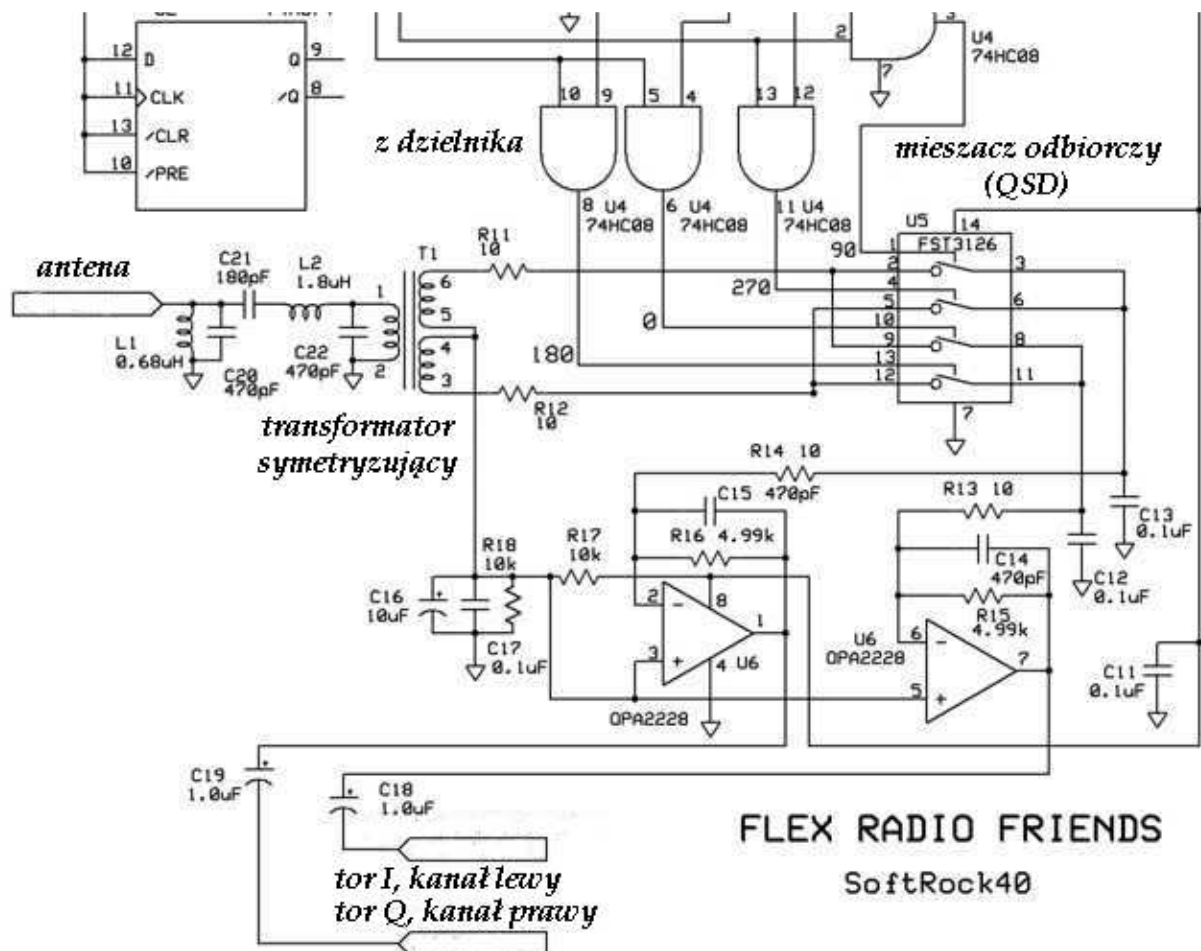 3
2
U4
74HC08
7
12
D
Q
9
11
CLK
/Q
8
13
/CLR
10
/PRE
10
9
5
4
13
12
z dzielnika
mieszacz odbiorczy
(QSD)
8
U4
74HC08
6
U4
74HC08
11
U4
74HC08
U5
14
FST3126
antena
C21
180pF
L2
1.8uH
T1
R11
10
90
1
2
3
270
4
5
6
0
10
9
8
180
13
12
11
7
L1
0.68uH
C20
470pF
C22
470pF
1
2
6
5
4
3
R12
10
transformator
symetryzujący
R14 10
C15
470pF
R16 4.99k
R13 10
C13
0.1uF
C14
470pF
C12
0.1uF
R15
4.99k
R18
10k
R17
10k
C16
10uF
+
C17
0.1uF
2
-
8
1
3
+
4
U6
OPA2228
U6
OPA2228
6
-
7
5
+
C11
0.1uF
C19
1.0uF
+
C18
1.0uF
+
FLEX RADIO FRIENDS
SoftRock40
tor I, kanał lewy
tor Q, kanał prawy